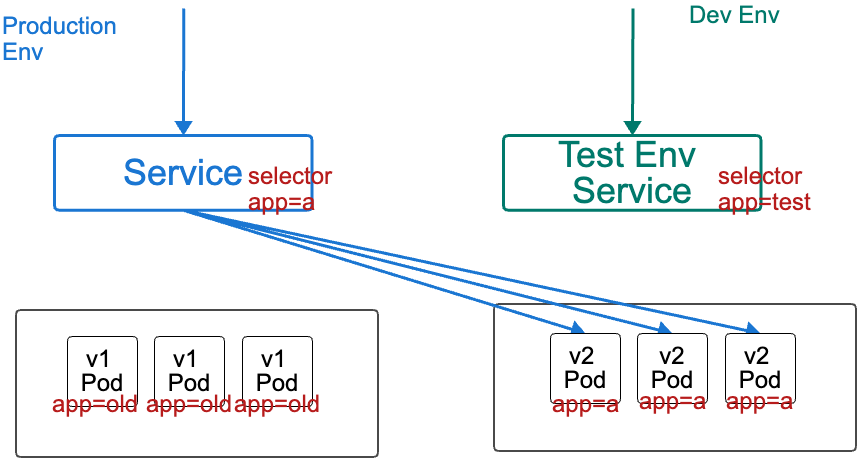 Production
Env
Dev Env
Service
selector
app=a
Test Env
Service
selector
app=test
v1
Pod
app=old
v1
Pod
app=old
v1
Pod
app=old
v2
Pod
app=a
v2
Pod
app=a
v2
Pod
app=a